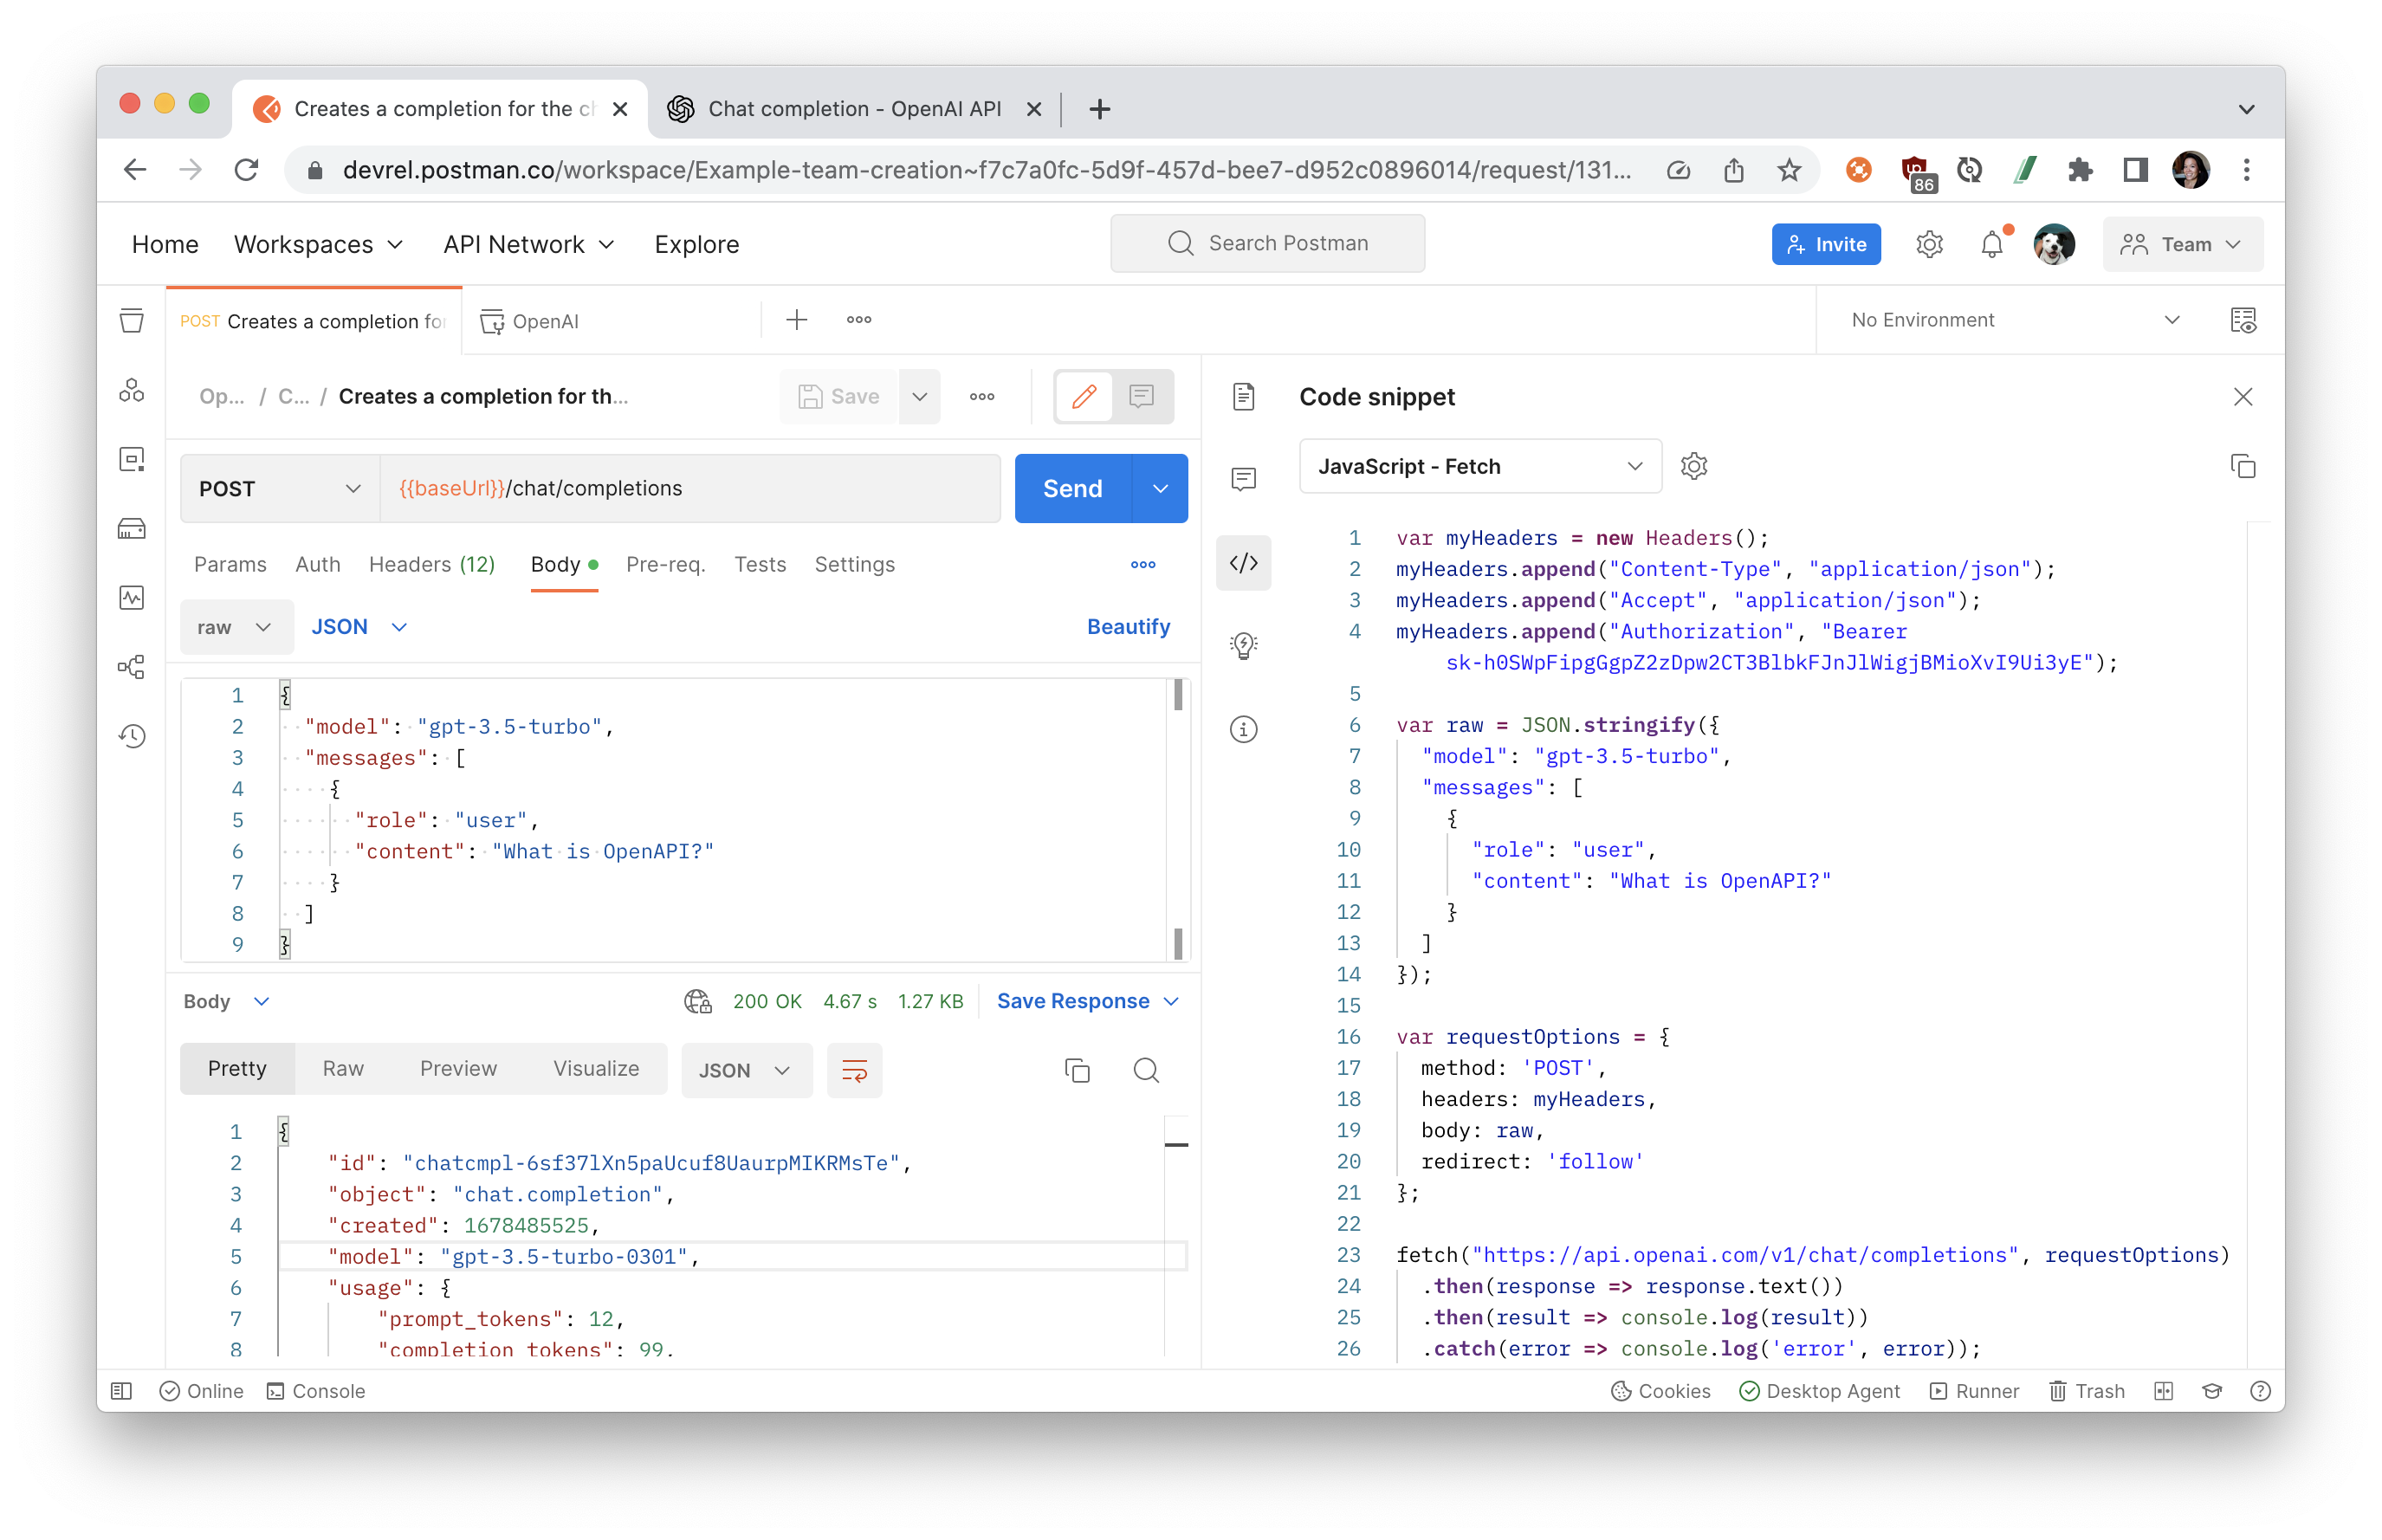 Creates a completion for the ch
Chat completion - OpenAI API
devrel.postman.co/workspace/Example-team-creation~f7c7a0fc-5d9f-457d-bee7-d952c0896014/request/131...
86
Home
Workspaces
API Network
Explore
Search Postman
Invite
Team
POST Creates a completion for
OpenAI
No Environment
Op... / C... / Creates a completion for th...
Save
POST
{{baseUrl}}/chat/completions
Send
Params
Auth
Headers (12)
Body
Pre-req.
Tests
Settings
raw
JSON
Beautify
1 {
2 "model": "gpt-3.5-turbo",
3 "messages": [
4 {
5 "role": "user",
6 "content": "What is OpenAPI?"
7 }
8 ]
9 }
Body
200 OK
4.67 s
1.27 KB
Save Response
Pretty
Raw
Preview
Visualize
JSON
1 {
2 "id": "chatcmpl-6sf37lXn5paUcuf8UaurpMIKRMsTe",
3 "object": "chat.completion",
4 "created": 1678485525,
5 "model": "gpt-3.5-turbo-0301",
6 "usage": {
7 "prompt_tokens": 12,
8 "completion_tokens": 99,
Code snippet
JavaScript - Fetch
1 var myHeaders = new Headers();
2 myHeaders.append("Content-Type", "application/json");
3 myHeaders.append("Accept", "application/json");
4 myHeaders.append("Authorization", "Bearer
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");
5
6 var raw = JSON.stringify({
7 "model": "gpt-3.5-turbo",
8 "messages": [
9 {
10 "role": "user",
11 "content": "What is OpenAPI?"
12 }
13 ]
14 });
15
16 var requestOptions = {
17 method: 'POST',
18 headers: myHeaders,
19 body: raw,
20 redirect: 'follow'
21 };
22
23 fetch("https://api.openai.com/v1/chat/completions", requestOptions)
24 .then(response => response.text())
25 .then(result => console.log(result))
26 .catch(error => console.log('error', error));
Online
Console
Cookies
Desktop Agent
Runner
Trash